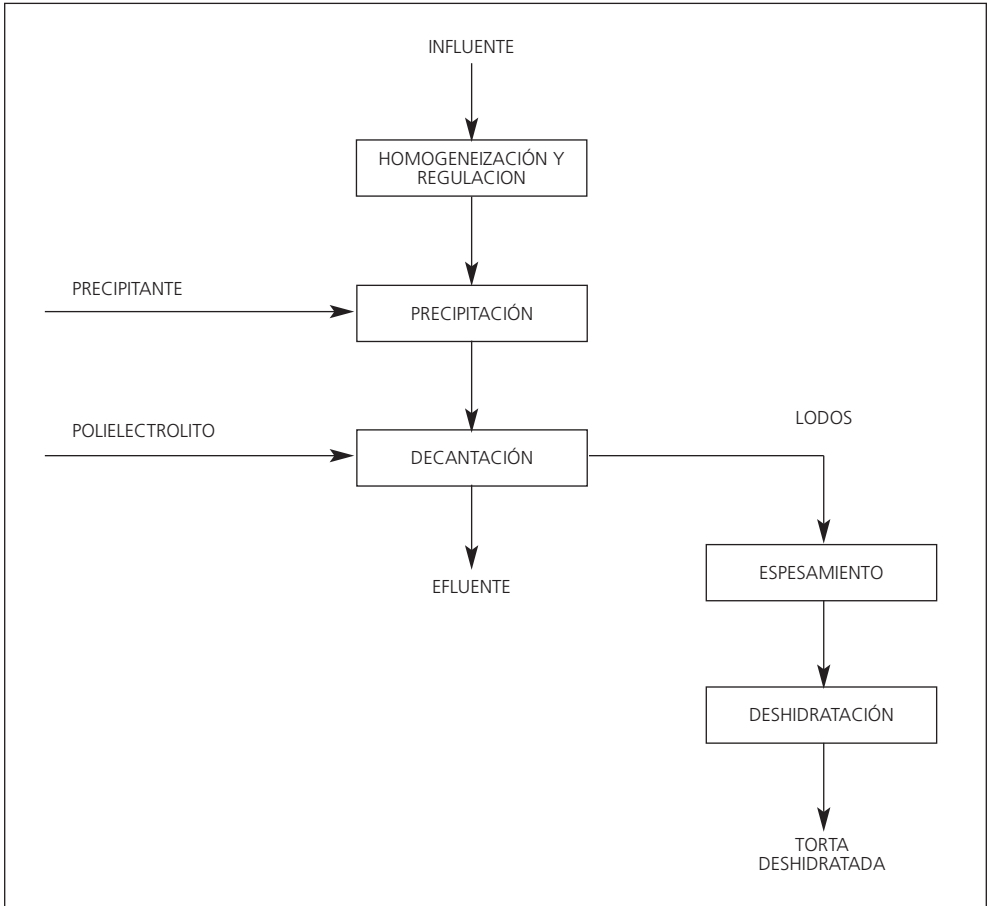 INFLUENTE
HOMOGENEIZACIÓN Y
REGULACION
PRECIPITANTE
PRECIPITACIÓN
POLIELECTROLITO
DECANTACIÓN
LODOS
EFLUENTE
ESPESAMIENTO
DESHIDRATACIÓN
TORTA
DESHIDRATADA